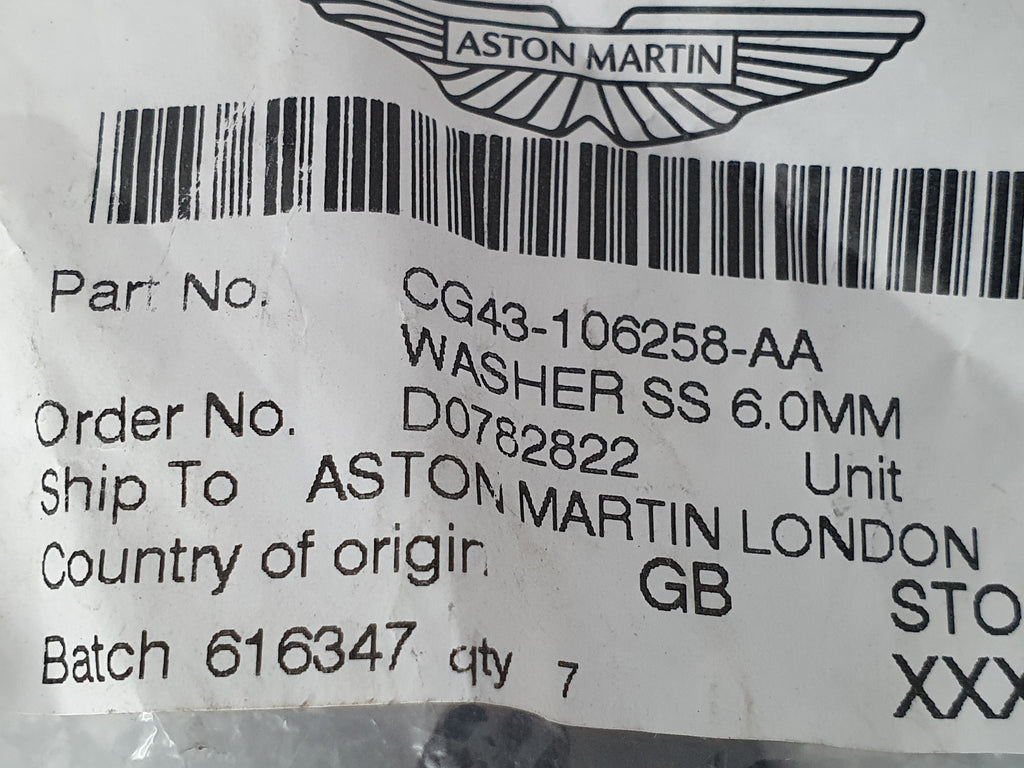 ASTON MARTIN
Part No. CG43-106258-AA
WASHER SS 6.0MM
Order No. D0782822 Unit
Ship To ASTON MARTIN LONDON
Country of origin GB STO
Batch 616347 qty 7 XXX